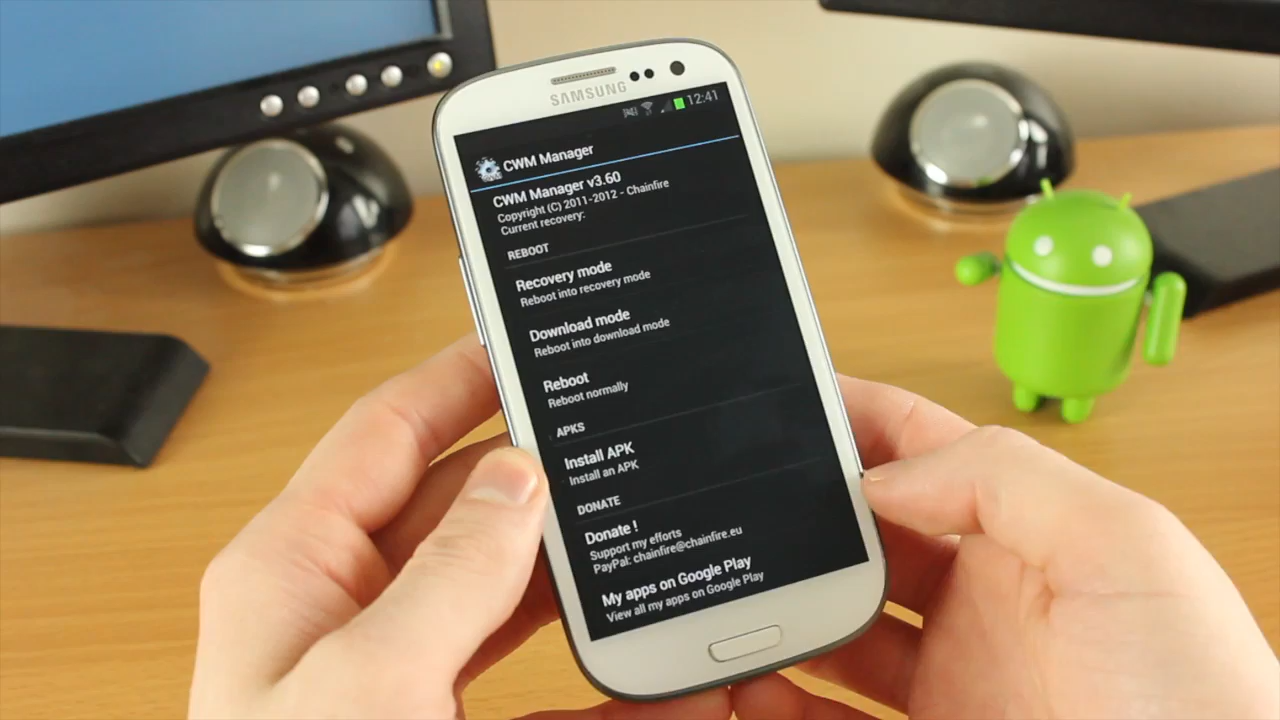 SAMSUNG
12:41
CWM Manager
CWM Manager v3.60
Copyright (C) 2011-2012 - Chainfire
Current recovery:
REBOOT
Recovery mode
Reboot into recovery mode
Download mode
Reboot into download mode
Reboot
Reboot normally
APKS
Install APK
Install an APK
DONATE
Donate !
Support my efforts
PayPal: chainfire@chainfire.eu
My apps on Google Play
View all my apps on Google Play